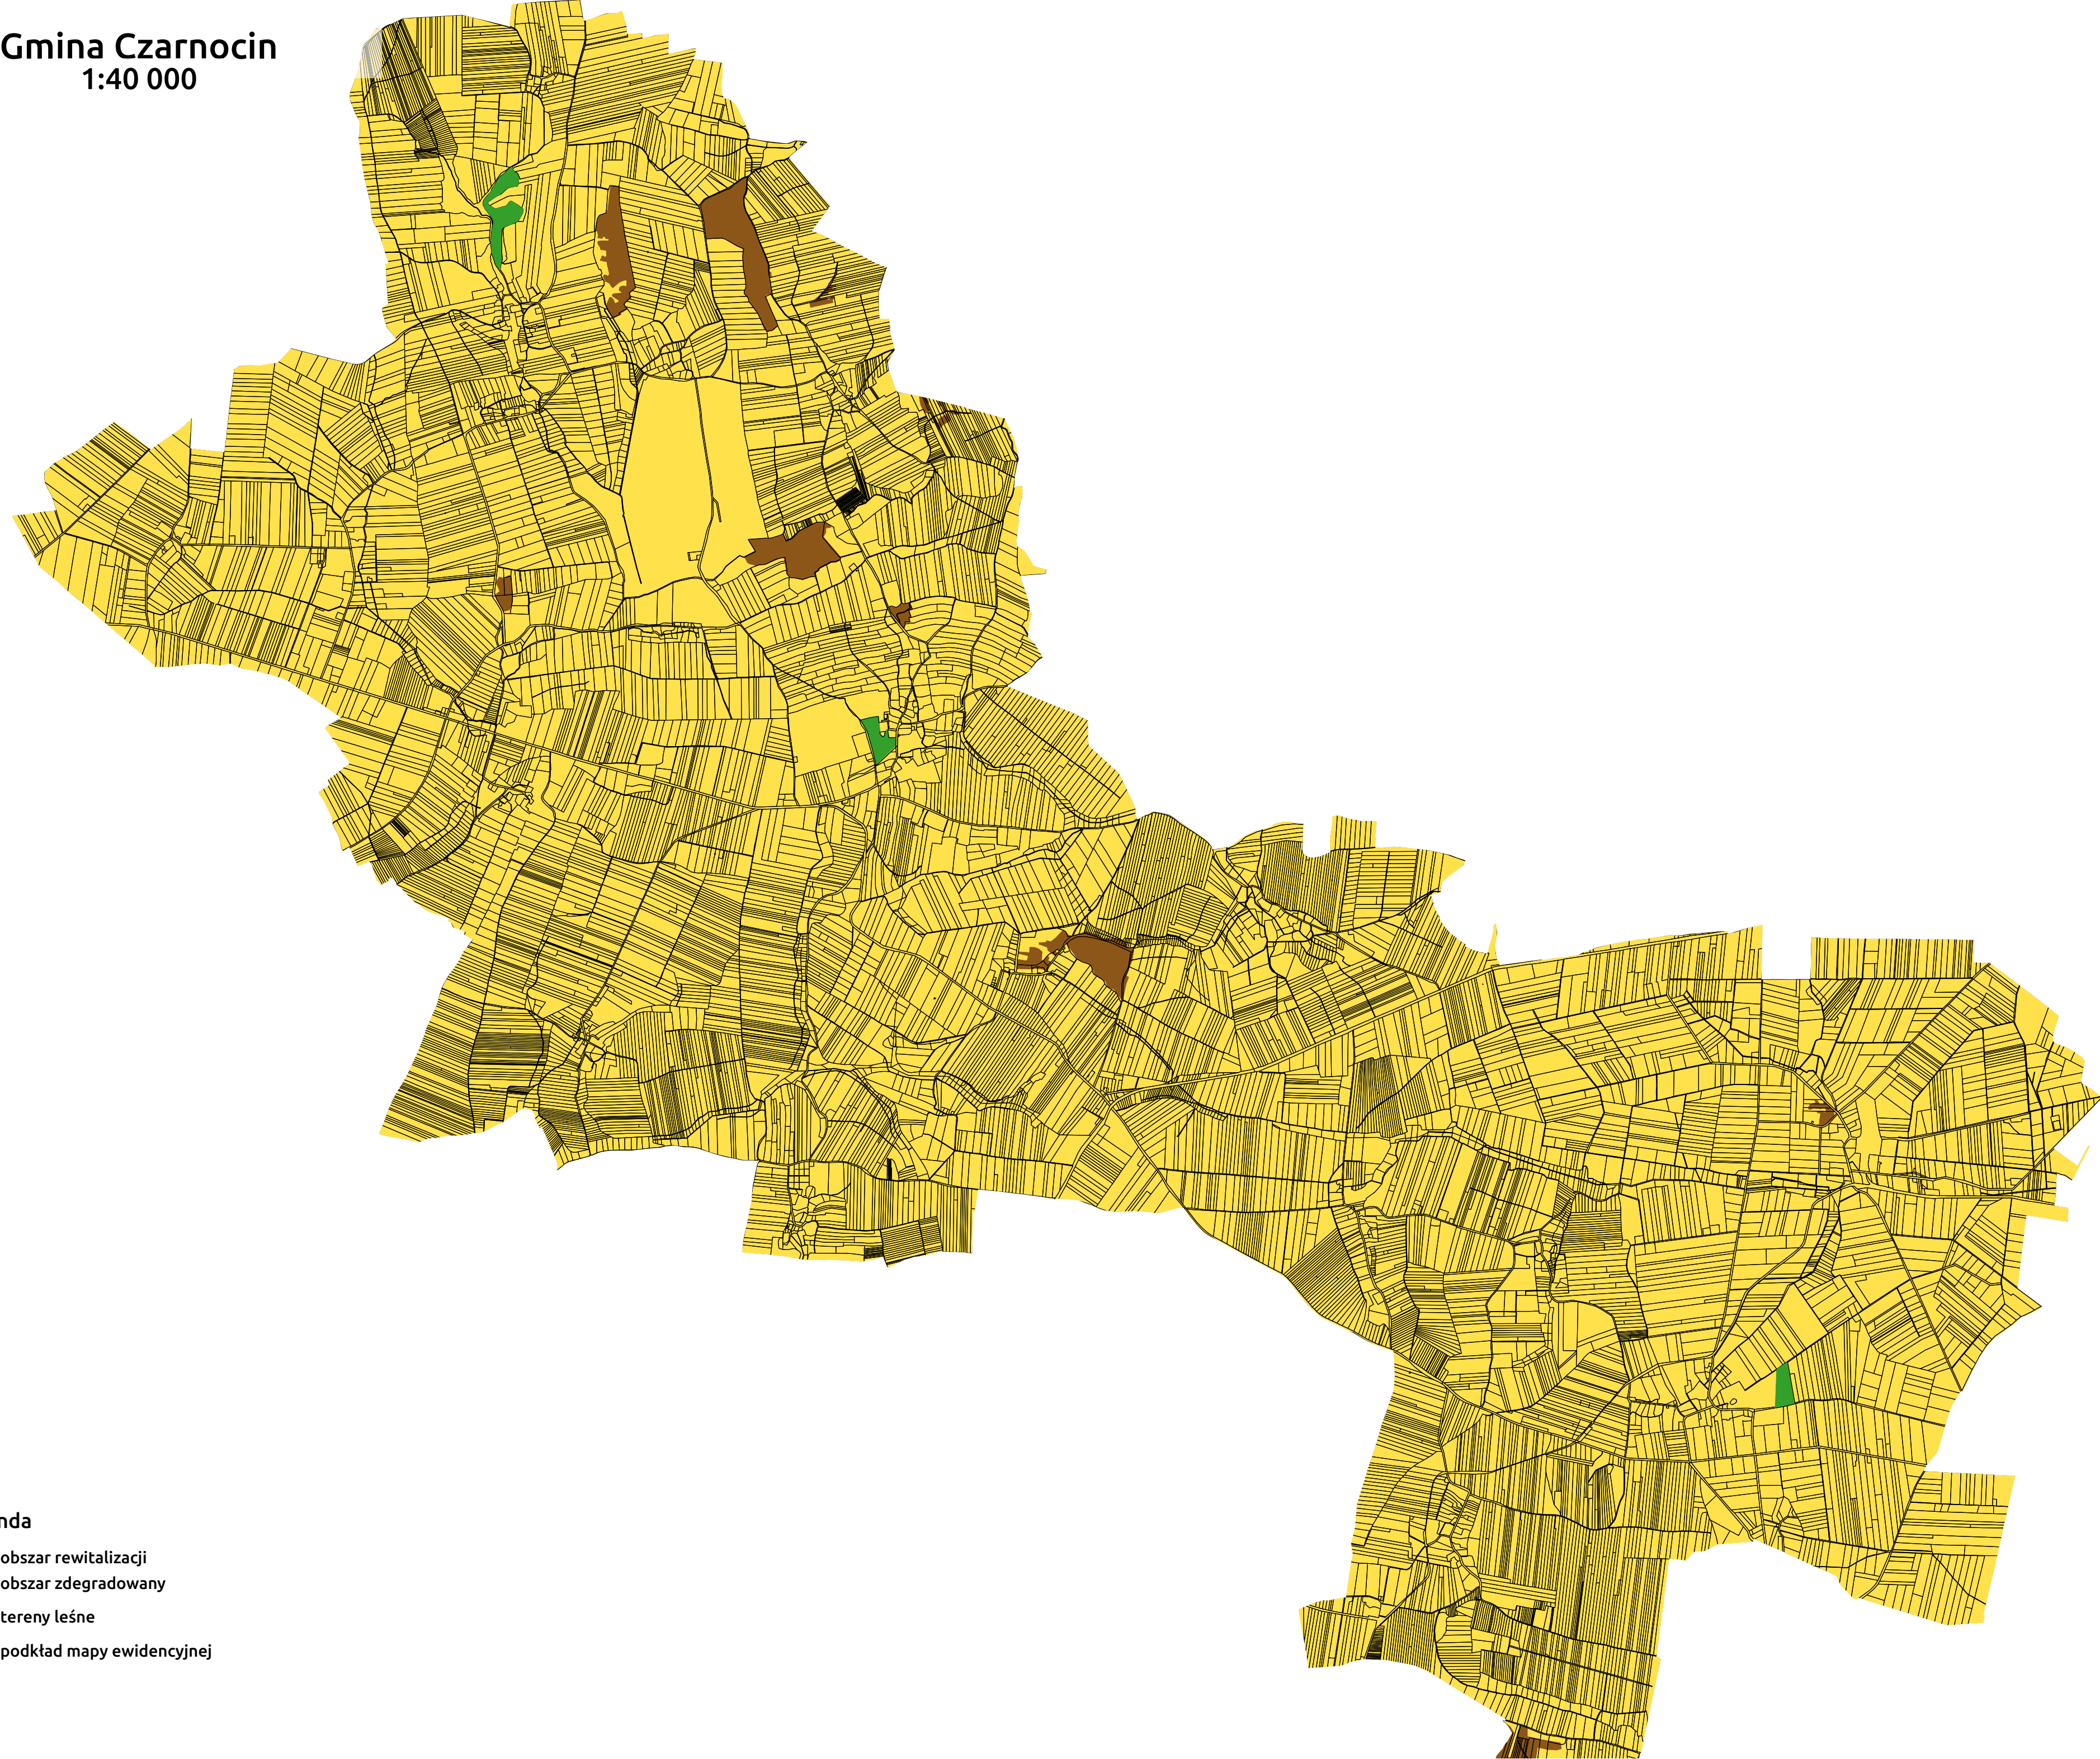 Gmina Czarnocin
1:40 000
nda
obszar rewitalizacji
obszar zdegradowany
tereny leśne
podkład mapy ewidencyjnej